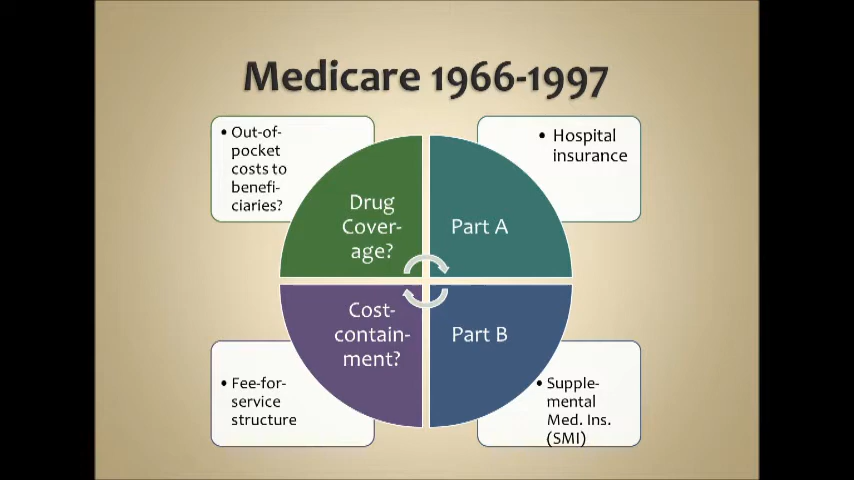 Medicare 1966-1997
• Out-of-
pocket
costs to
benefi-
ciaries?
• Hospital
insurance
Drug
Cover-
age?
Part A
Cost-
contain-
ment?
Part B
• Fee-for-
service
structure
• Supple-
mental
Med. Ins.
(SMI)